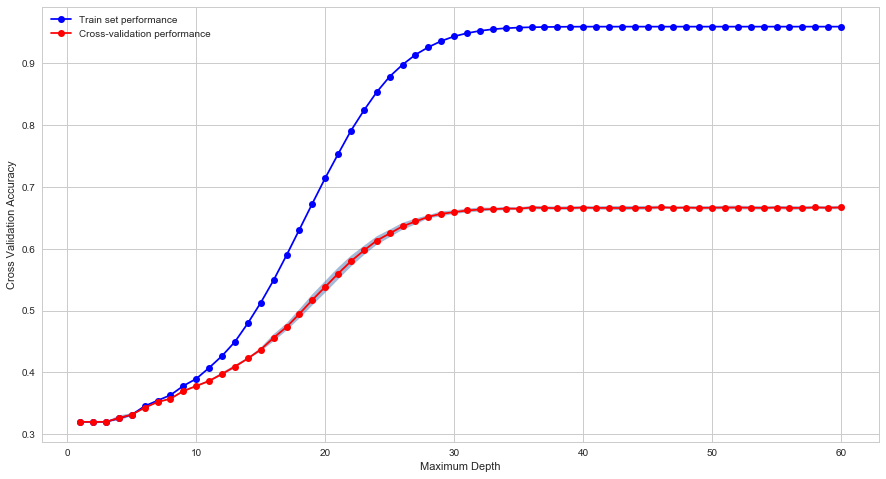 Train set performance
Cross-validation performance
Cross Validation Accuracy
0.9
0.8
0.7
0.6
0.5
0.4
0.3
0 10 20 30 40 50 60
Maximum Depth